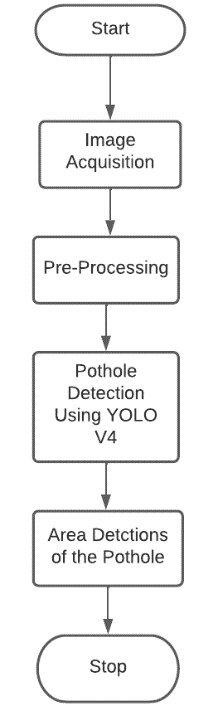 Start
Image
Acquisition
Pre-Processing
Pothole
Detection
Using YOLO
V4
Area Detctions
of the Pothole
Stop